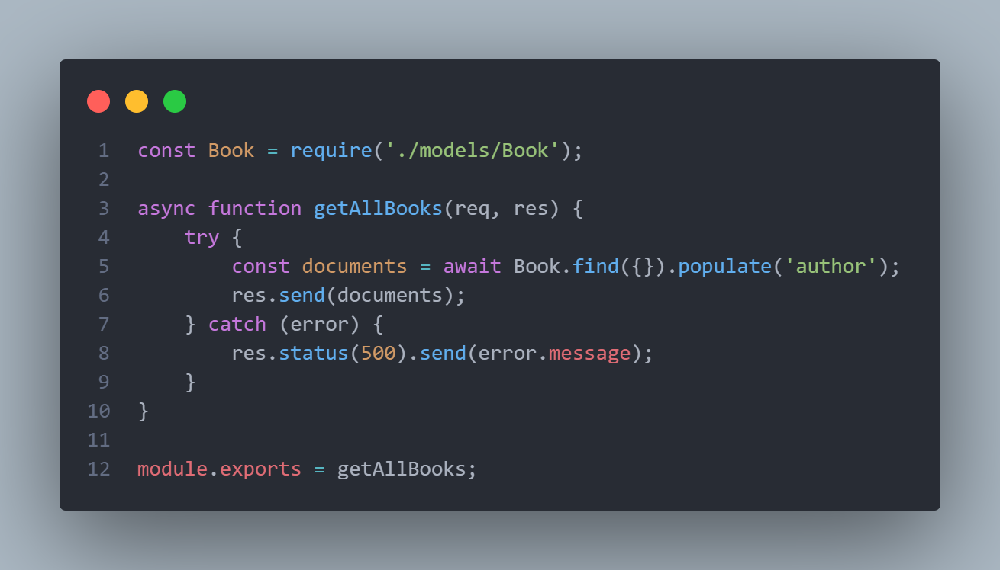 1 const Book = require('./models/Book');
2
3 async function getAllBooks(req, res) {
4     try {
5         const documents = await Book.find({}).populate('author');
6         res.send(documents);
7     } catch (error) {
8         res.status(500).send(error.message);
9     }
10 }
11
12 module.exports = getAllBooks;